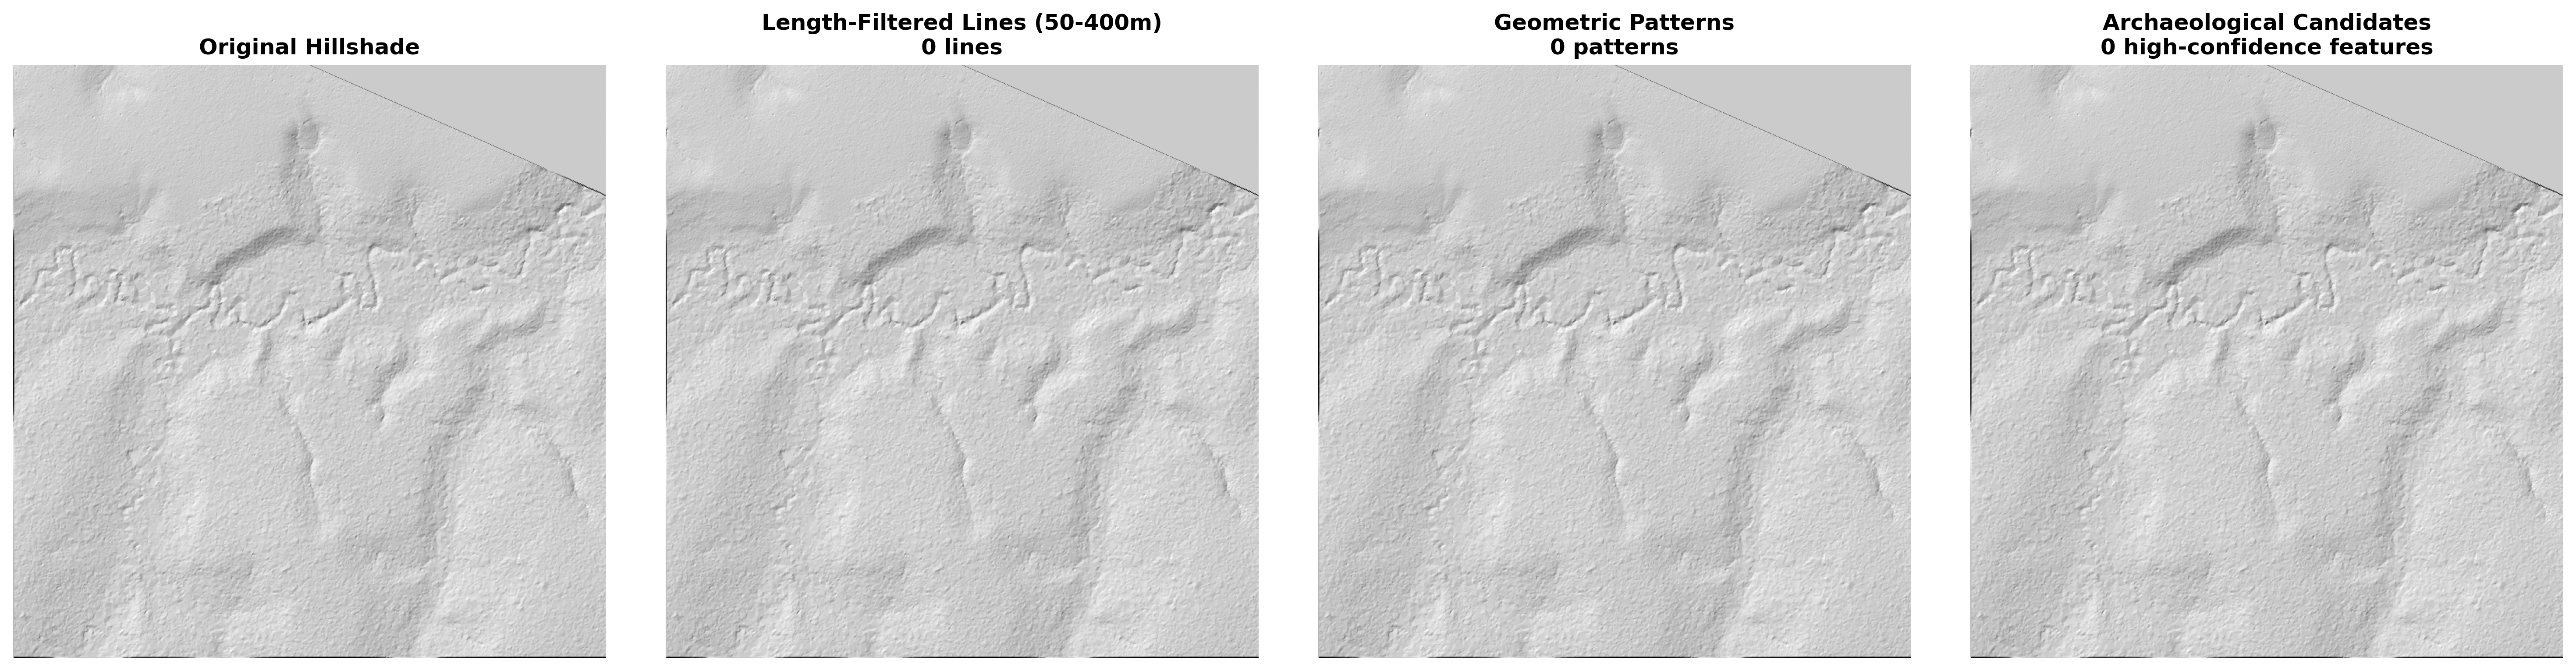 Original Hillshade
Length-Filtered Lines (50-400m)
0 lines
Geometric Patterns
0 patterns
Archaeological Candidates
0 high-confidence features